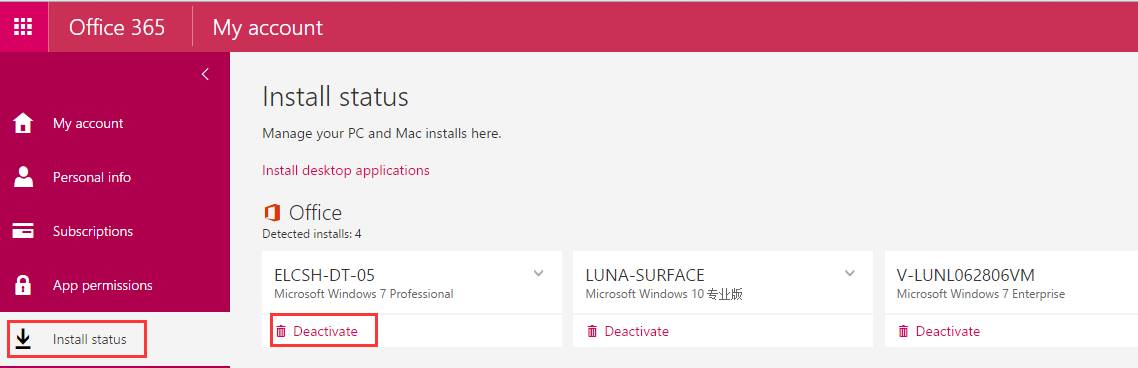 Office 365
My account
My account
Personal info
Subscriptions
App permissions
Install status
Install status
Manage your PC and Mac installs here.
Install desktop applications
Office
Detected installs: 4
ELCSH-DT-05
Microsoft Windows 7 Professional
Deactivate
LUNA-SURFACE
Microsoft Windows 10 专业版
Deactivate
V-LUNL062806VM
Microsoft Windows 7 Enterprise
Deactivate